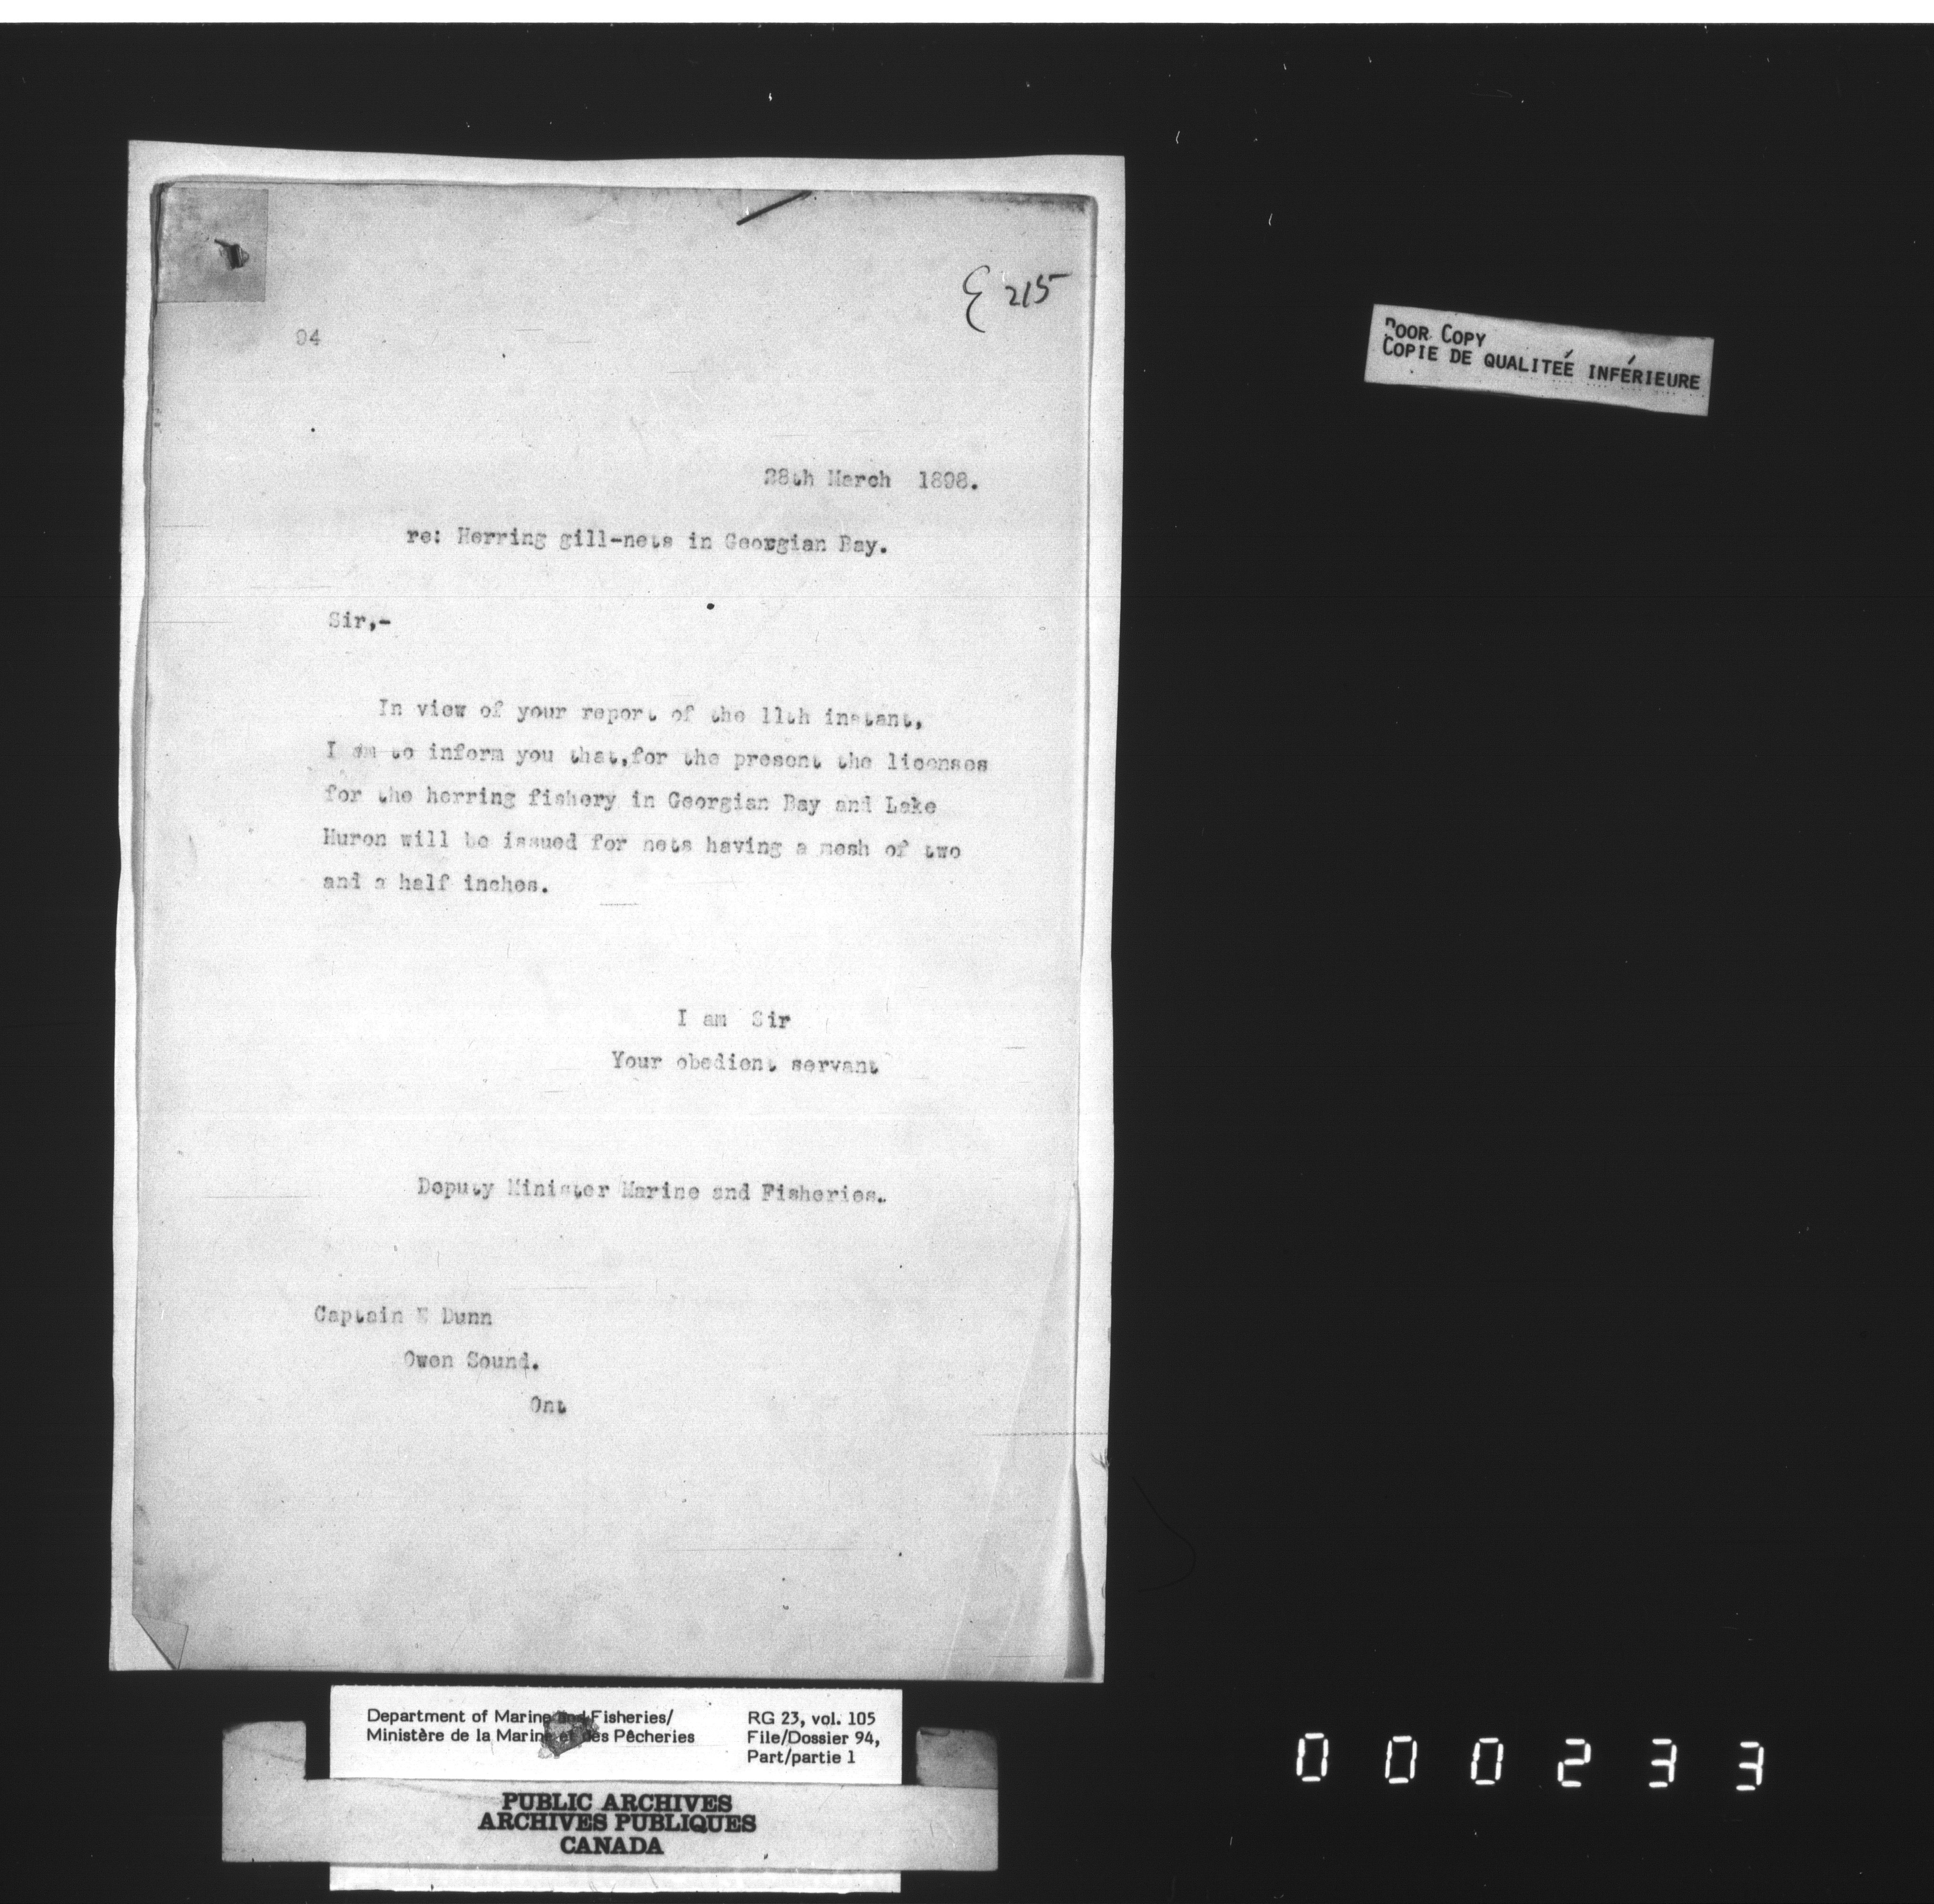 E 215
94
28th March 1898.
re: Herring gill-nets in Georgian Bay.
Sir,-
In view of your report of the 11th instant,
I am to inform you that, for the present the licenses
for the herring fishery in Georgian Bay and Lake
Huron will be issued for nets having a mesh of two
and a half inches.
I am Sir
Your obedient servant
Deputy Minister Marine and Fisheries.
Captain E Dunn
Owen Sound.
Ont
POOR COPY
COPIE DE QUALITEÉ INFÉRIEURE
Department of Marine and Fisheries/
Ministère de la Marine et des Pêcheries
RG 23, vol. 105
File/Dossier 94,
Part/partie 1
PUBLIC ARCHIVES
ARCHIVES PUBLIQUES
CANADA
000233